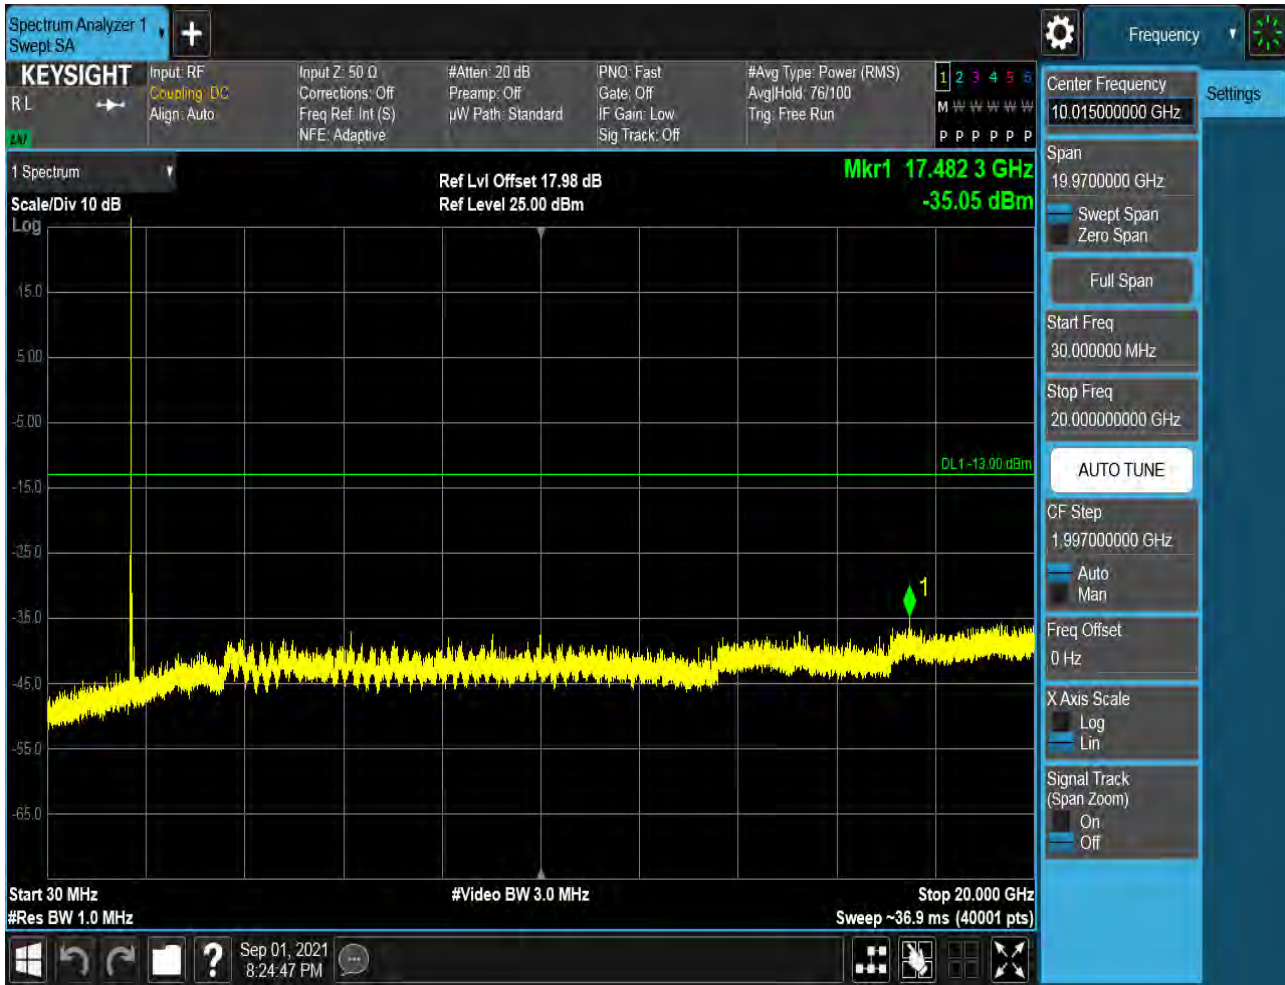 Spectrum Analyzer 1
Swept SA
Frequency
KEYSIGHT
R L
Input: RF
Coupling: DC
Align: Auto
Input Z: 50 Ω
Corrections: Off
Freq Ref: Int (S)
NFE: Adaptive
#Atten: 20 dB
Preamp: Off
µW Path: Standard
PNO: Fast
Gate: Off
IF Gain: Low
Sig Track: Off
#Avg Type: Power (RMS)
Avg|Hold: 76/100
Trig: Free Run
1 2 3 4 5 6
M W W W W W
P P P P P P
1 Spectrum
Scale/Div 10 dB
Log
Ref Lvl Offset 17.98 dB
Ref Level 25.00 dBm
Mkr1 17.482 3 GHz
-35.05 dBm
15.0
5.00
-5.00
-15.0
-25.0
-35.0
-45.0
-55.0
-65.0
DL1 -13.00 dBm
1
Start 30 MHz
#Res BW 1.0 MHz
#Video BW 3.0 MHz
Stop 20.000 GHz
Sweep ~36.9 ms (40001 pts)
Center Frequency
10.015000000 GHz
Settings
Span
19.9700000 GHz
Swept Span
Zero Span
Full Span
Start Freq
30.000000 MHz
Stop Freq
20.000000000 GHz
AUTO TUNE
CF Step
1.997000000 GHz
Auto
Man
Freq Offset
0 Hz
X Axis Scale
Log
Lin
Signal Track
(Span Zoom)
On
Off
?
Sep 01, 2021
8:24:47 PM